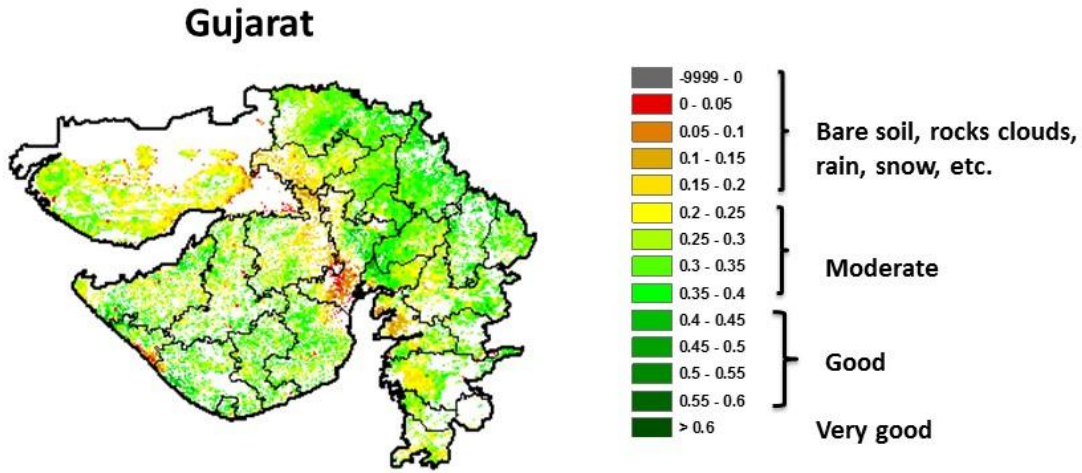 Gujarat
-9999 - 0
0 - 0.05
0.05 - 0.1
0.1 - 0.15
0.15 - 0.2
0.2 - 0.25
0.25 - 0.3
0.3 - 0.35
0.35 - 0.4
0.4 - 0.45
0.45 - 0.5
0.5 - 0.55
0.55 - 0.6
> 0.6
Bare soil, rocks clouds,
rain, snow, etc.
Moderate
Good
Very good